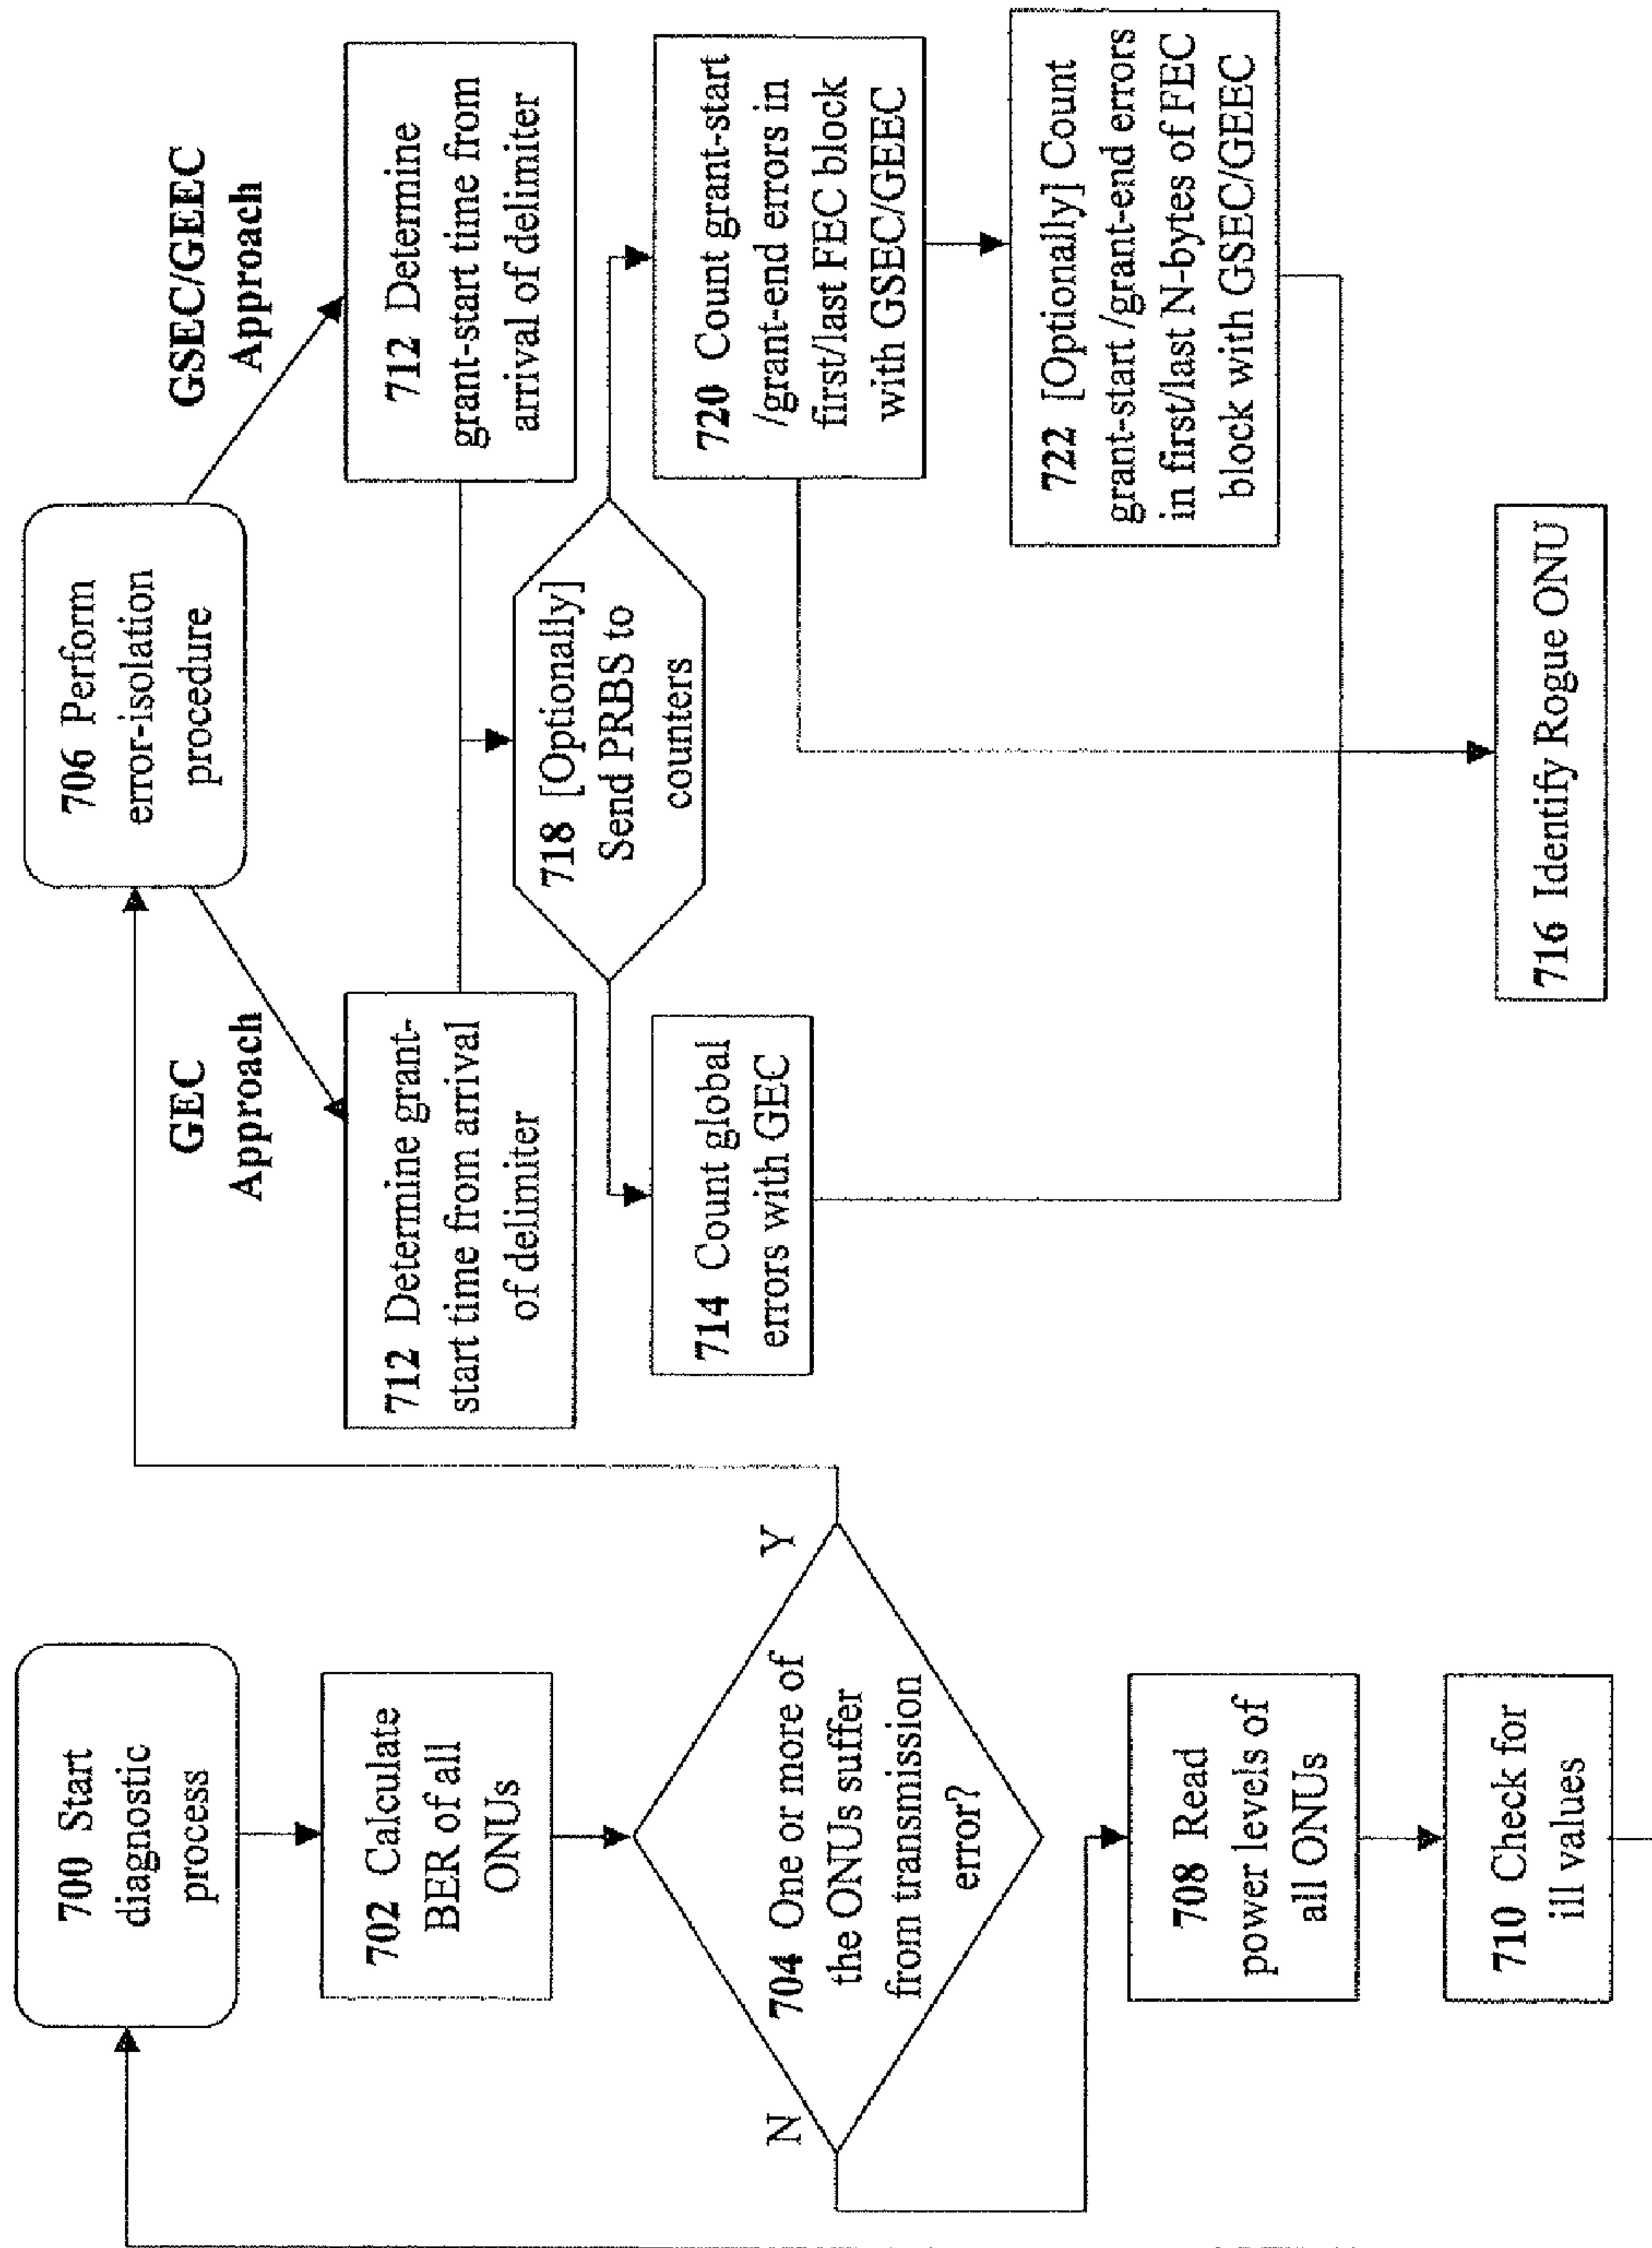 700 Start
diagnostic
process
702 Calculate
BER of all
ONUs
704 One or more of
the ONUs suffer
from transmission
error?
Y
N
708 Read
power levels of
all ONUs
710 Check for
ill values
706 Perform
error-isolation
procedure
GEC
Approach
GSEC/GEEC
Approach
712 Determine grant-
start time from arrival
of delimiter
712 Determine
grant-start time from
arrival of delimiter
718 [Optionally]
Send PRBS to
counters
714 Count global
errors with GEC
720 Count grant-start
/grant-end errors in
first/last FEC block
with GSEC/GEEC
722 [Optionally] Count
grant-start /grant-end errors
in first/last N-bytes of FEC
block with GSEC/GEEC
716 Identify Rogue ONU